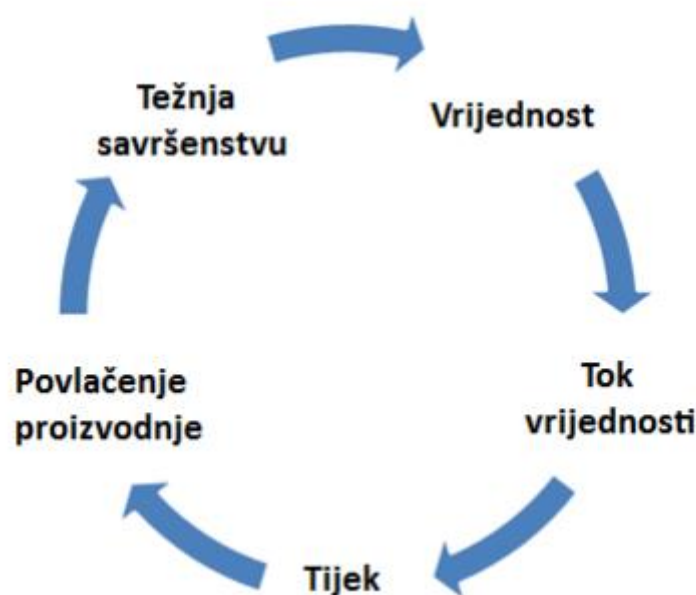 Težnja
savršenstvu
Vrijednost
Tok
vrijednosti
Tijek
Povlačenje
proizvodnje